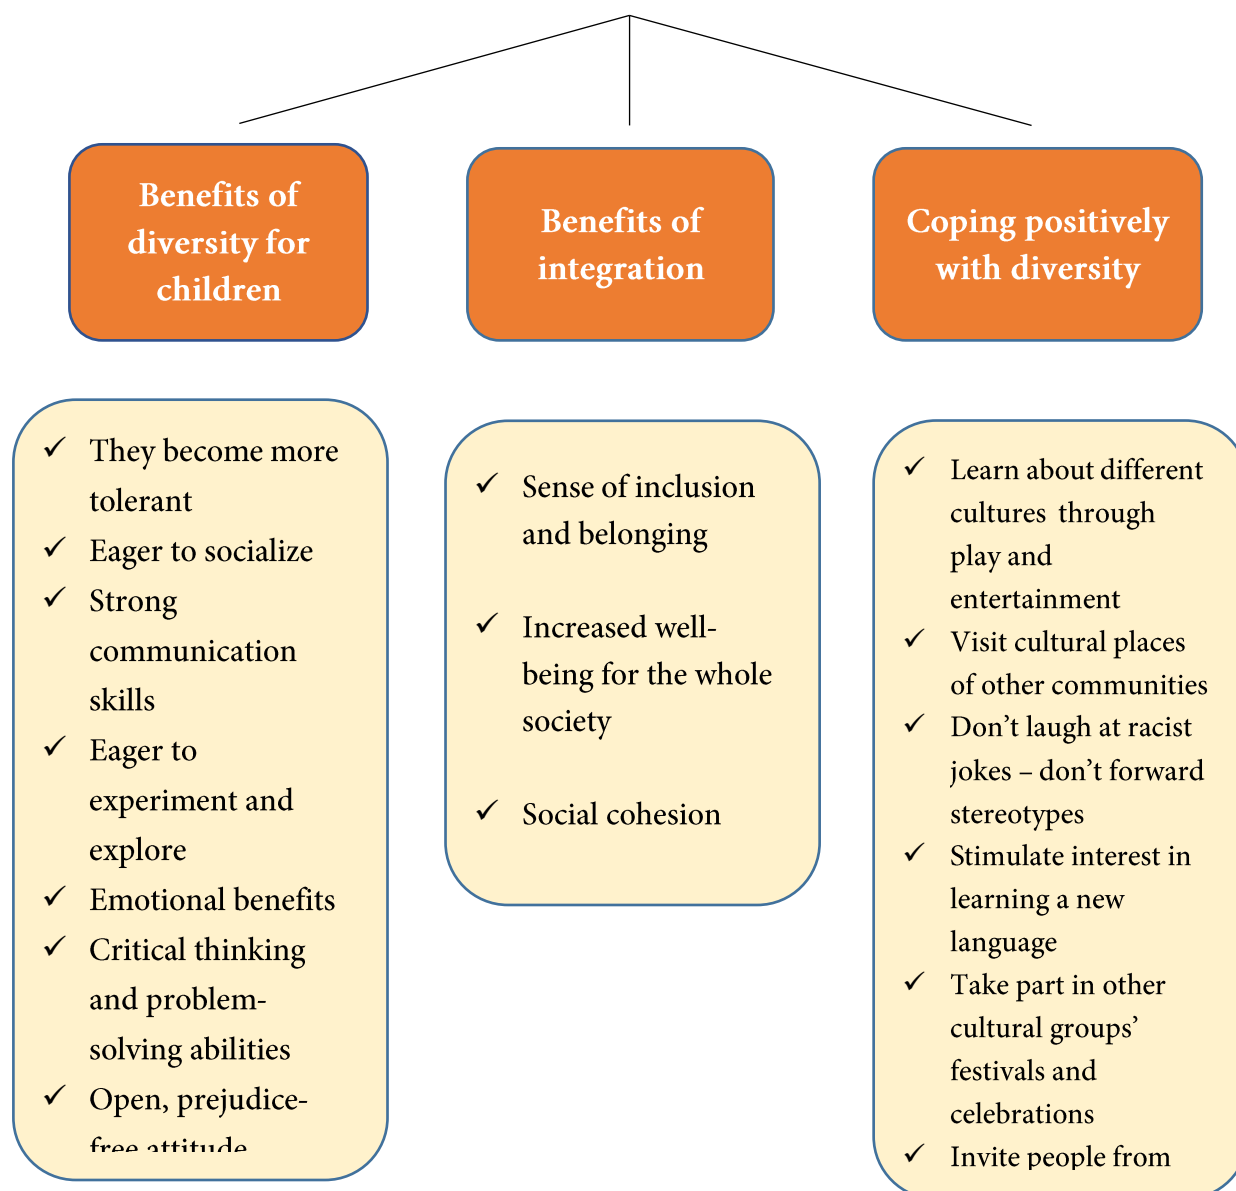 Benefits of
diversity for
children
Benefits of
integration
Coping positively
with diversity
✓ They become more
tolerant
✓ Eager to socialize
✓ Strong
communication
skills
✓ Eager to
experiment and
explore
✓ Emotional benefits
✓ Critical thinking
and problem-
solving abilities
✓ Open, prejudice-
free attitude
✓ Sense of inclusion
and belonging
✓ Increased well-
being for the whole
society
✓ Social cohesion
✓ Learn about different
cultures through
play and
entertainment
✓ Visit cultural places
of other communities
✓ Don’t laugh at racist
jokes – don’t forward
stereotypes
✓ Stimulate interest in
learning a new
language
✓ Take part in other
cultural groups’
festivals and
celebrations
✓ Invite people from